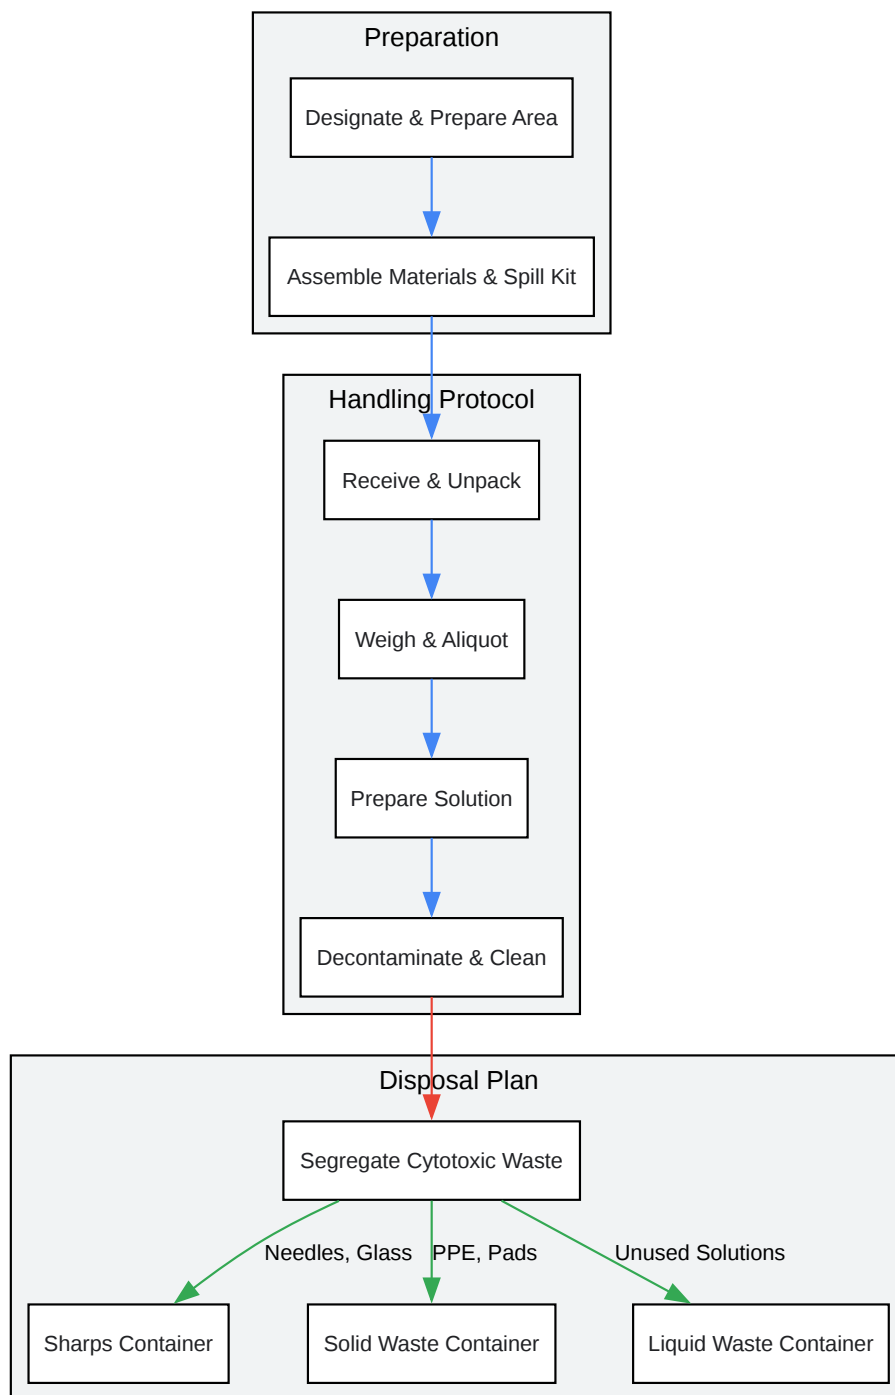 Preparation
Designate & Prepare Area
Assemble Materials & Spill Kit
Handling Protocol
Receive & Unpack
Weigh & Aliquot
Prepare Solution
Decontaminate & Clean
Disposal Plan
Segregate Cytotoxic Waste
Needles, Glass
PPE, Pads
Unused Solutions
Sharps Container
Solid Waste Container
Liquid Waste Container